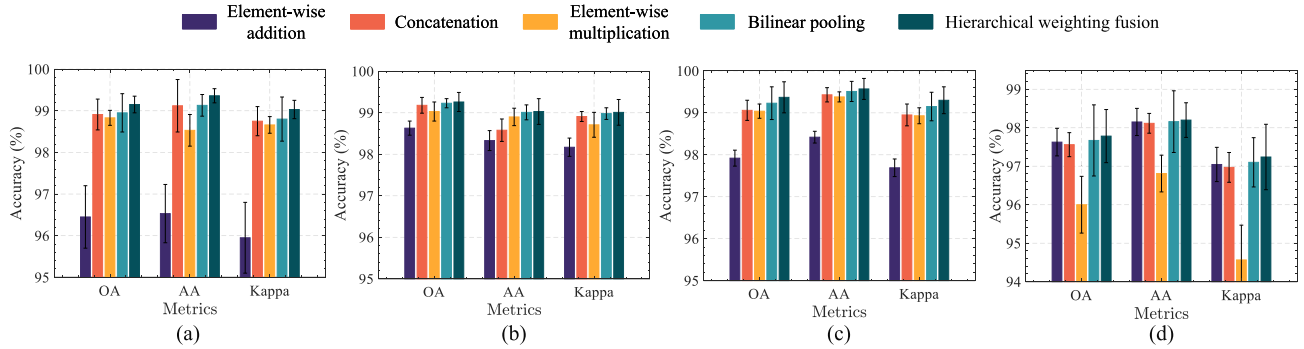 Element-wise addition
Concatenation
Element-wise multiplication
Bilinear pooling
Hierarchical weighting fusion
Accuracy (%)
100
99
98
97
96
95
OA AA Kappa
Metrics
(a)
Accuracy (%)
100
99
98
97
96
95
OA AA Kappa
Metrics
(b)
Accuracy (%)
100
99
98
97
96
95
OA AA Kappa
Metrics
(c)
Accuracy (%)
99
98
97
96
95
94
OA AA Kappa
Metrics
(d)